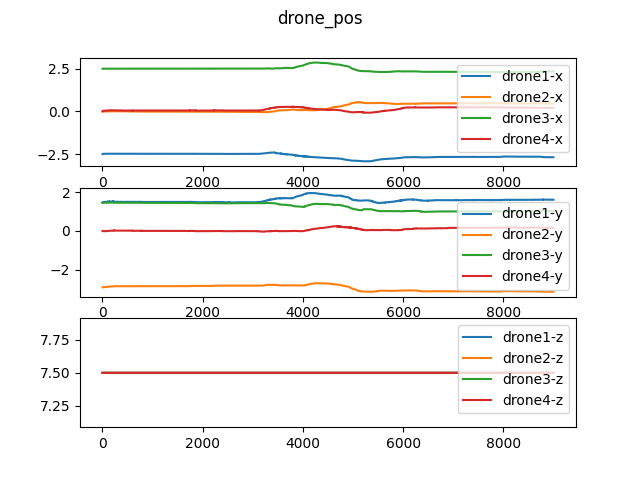 drone_pos
2.5
0.0
−2.5
drone1-x
drone2-x
drone3-x
drone4-x
0 2000 4000 6000 8000
2
0
−2
drone1-y
drone2-y
drone3-y
drone4-y
0 2000 4000 6000 8000
7.75
7.50
7.25
drone1-z
drone2-z
drone3-z
drone4-z
0 2000 4000 6000 8000